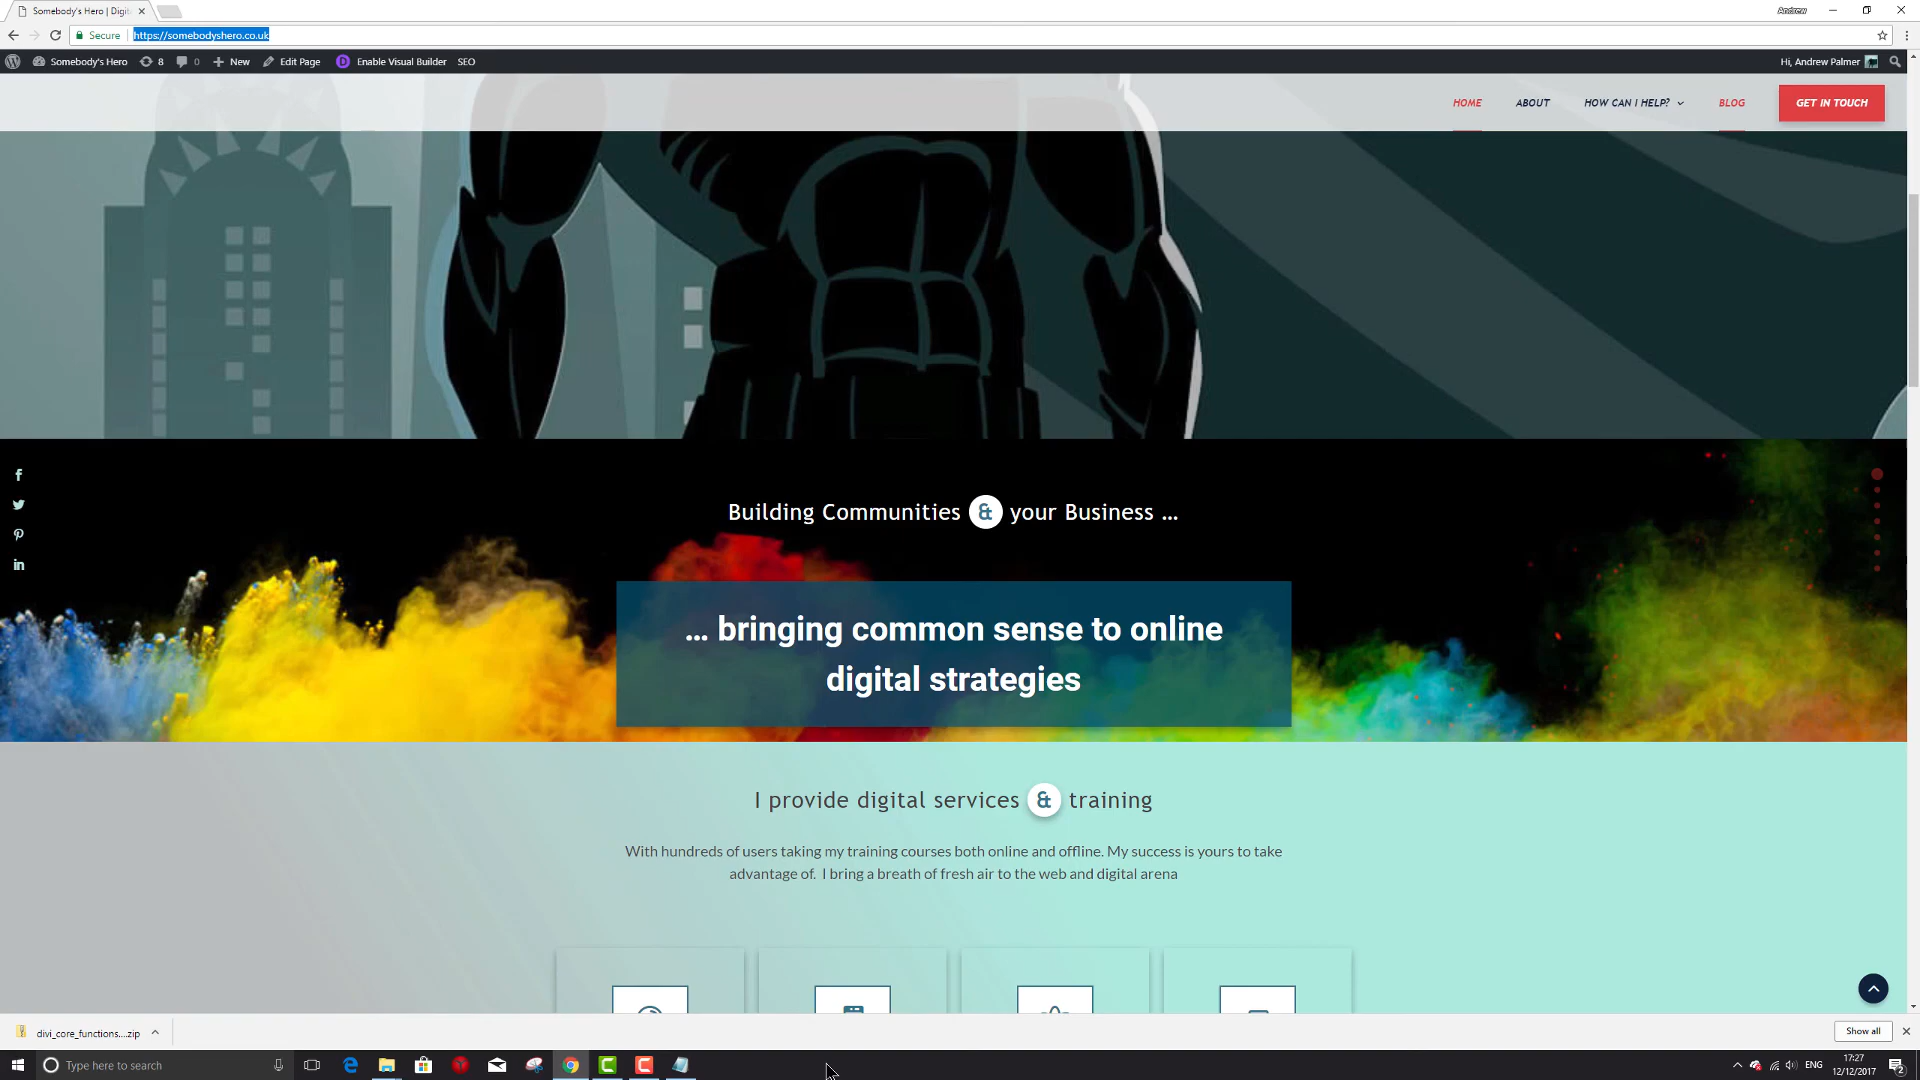 Somebody's Hero | Digit
Andrew
Secure
https://somebodyshero.co.uk
Somebody's Hero
8
0
New
Edit Page
Enable Visual Builder
SEO
Hi, Andrew Palmer
HOME
ABOUT
HOW CAN I HELP?
BLOG
GET IN TOUCH
Building Communities & your Business ...
... bringing common sense to online
digital strategies
I provide digital services & training
With hundreds of users taking my training courses both online and offline. My success is yours to take
advantage of. I bring a breath of fresh air to the web and digital arena
divi_core_functions....zip
Show all
Type here to search
ENG
17:27
12/12/2017
2